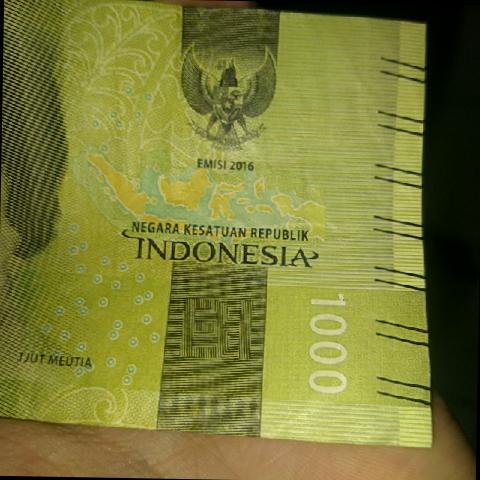 EMISI 2016
NEGARA KESATUAN REPUBLIK
INDONESIA
1000
TJUT MEUTIA